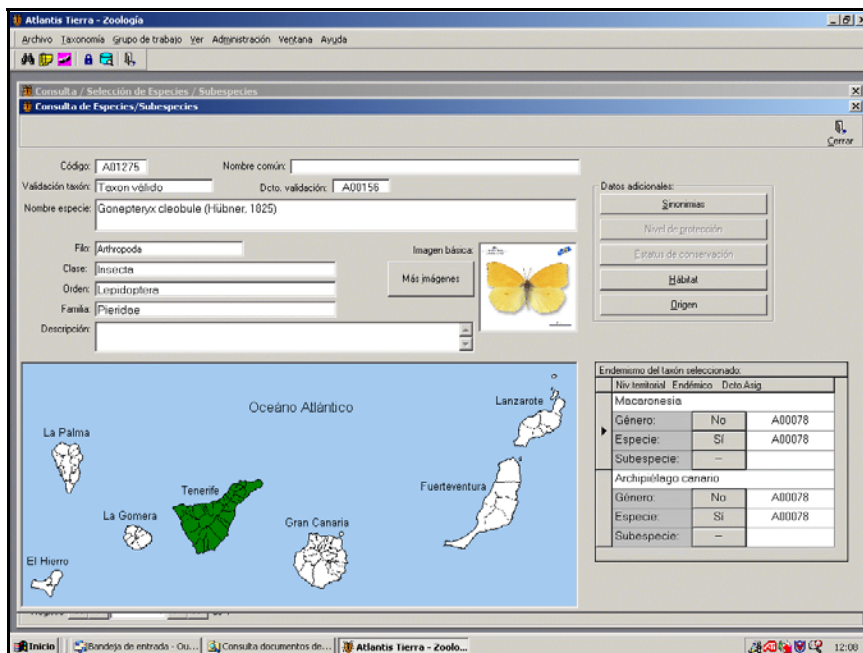 Atlantis Tierra - Zoología
Archivo Taxonomía Grupo de trabajo Ver Administración Ventana Ayuda
Consulta / Selección de Especies / Subespecies
Consulta de Especies/Subespecies
Cerrar
Código: A01275 Nombre común:
Validación taxón: Taxon válido Dcto. validación: A00156
Nombre especie: Gonepteryx cleobule (Hübner, 1825)
Datos adicionales:
Sinonimias
Nivel de protección
Estatus de conservación
Hábitat
Origen
Filo: Arthropoda
Clase: Insecta
Orden: Lepidoptera
Familia: Pieridae
Descripción:
Imagen básica:
Más imágenes
Océano Atlántico
La Palma
Lanzarote
Tenerife
Fuerteventura
La Gomera
Gran Canaria
El Hierro
Endemismo del taxón seleccionado:
Niv.territorial Endémico Dcto.Asig
Macaronesia
Género: No A00078
Especie: Sí A00078
Subespecie: --
Archipiélago canario
Género: No A00078
Especie: Sí A00078
Subespecie: --
Inicio Bandeja de entrada - Ou... Consulta documentos de... Atlantis Tierra - Zoolo... 12:08